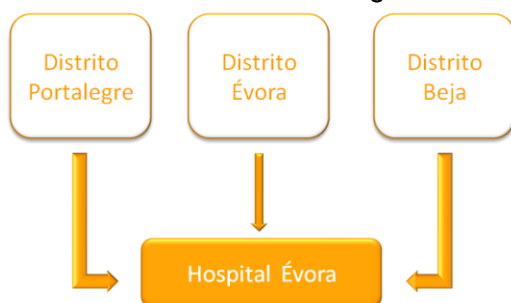 Distrito
Portalegre
Distrito
Évora
Distrito
Beja
Hospital Évora